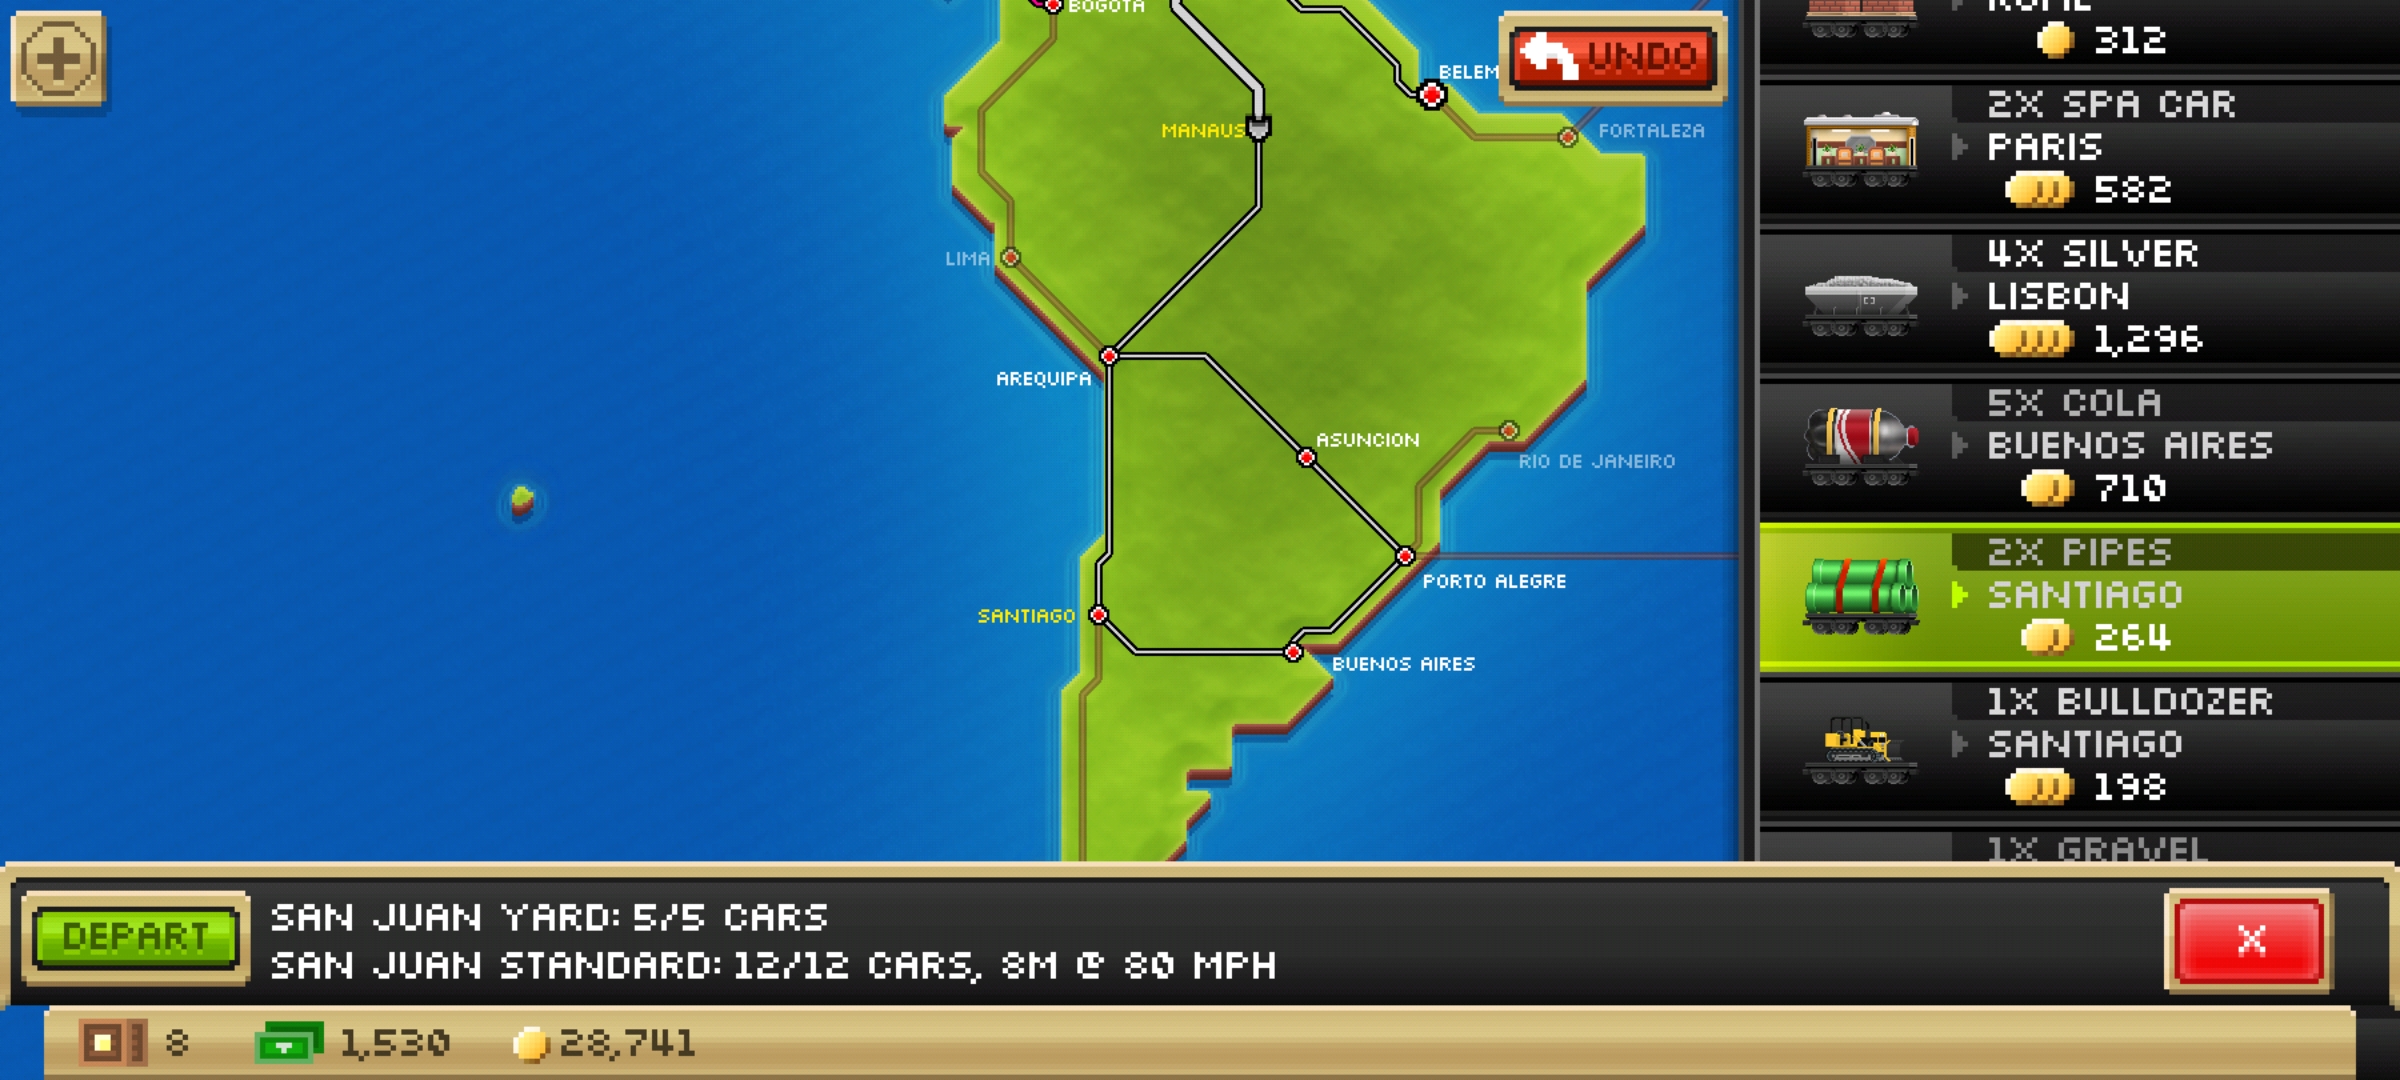 BOGOTA
BELEM
UNDO
MANAUS
FORTALEZA
LIMA
AREQUIPA
ASUNCION
RIO DE JANEIRO
PORTO ALEGRE
SANTIAGO
BUENOS AIRES
ROME
312
2X SPA CAR
PARIS
582
4X SILVER
LISBON
1,296
5X COLA
BUENOS AIRES
710
2X PIPES
SANTIAGO
264
1X BULLDOZER
SANTIAGO
198
1X GRAVEL
DEPART
SAN JUAN YARD: 5/5 CARS
SAN JUAN STANDARD: 12/12 CARS, 8M @ 80 MPH
X
8
1,530
28,741